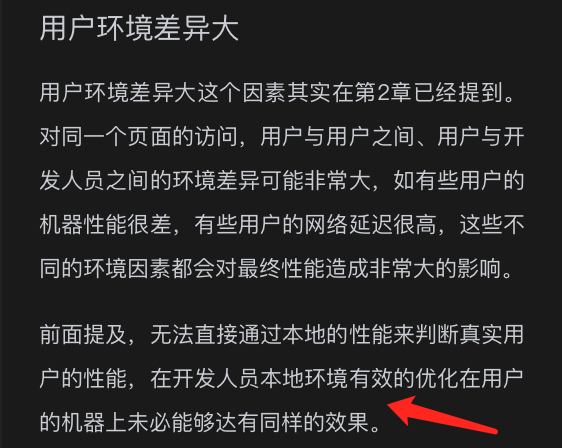 用户环境差异大
用户环境差异大这个因素其实在第2章已经提到。
对同一个页面的访问，用户与用户之间、用户与开
发人员之间的环境差异可能非常大，如有些用户的
机器性能很差，有些用户的网络延迟很高，这些不
同的环境因素都会对最终性能造成非常大的影响。
前面提及，无法直接通过本地的性能来判断真实用
户的性能，在开发人员本地环境有效的优化在用户
的机器上未必能够达有同样的效果。